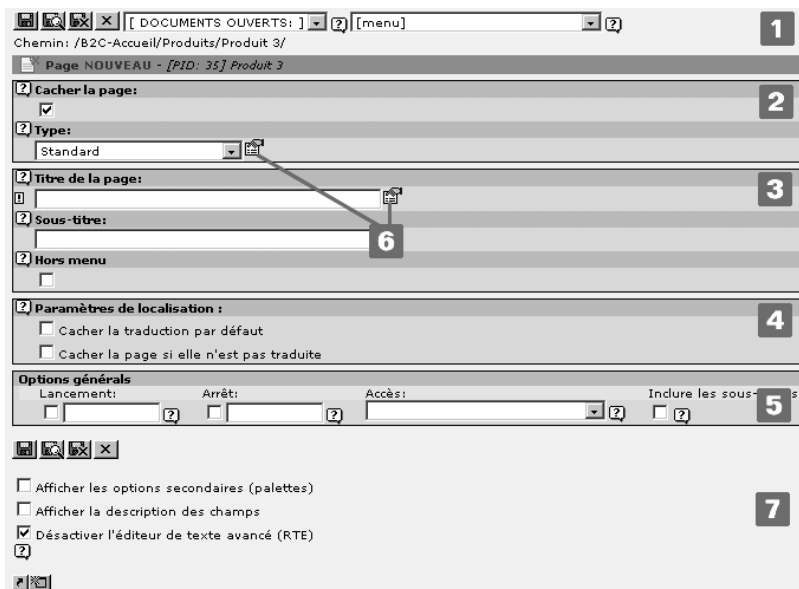 [ DOCUMENTS OUVERTS: ] [?] [menu] [?] 1
Chemin: /B2C-Accueil/Produits/Produit 3/
Page NOUVEAU - [PID: 35] Produit 3
[?] Cacher la page: 2
[?] Type:
Standard
[?] Titre de la page: 3
[?] Sous-titre:
6
[?] Hors menu
[?] Paramètres de localisation : 4
Cacher la traduction par défaut
Cacher la page si elle n'est pas traduite
Options générals
Lancement: Arrêt: Accès: Inclure les sous- s 5
[?] [?] [?] [?]
Afficher les options secondaires (palettes)
Afficher la description des champs 7
Désactiver l'éditeur de texte avancé (RTE)
[?]